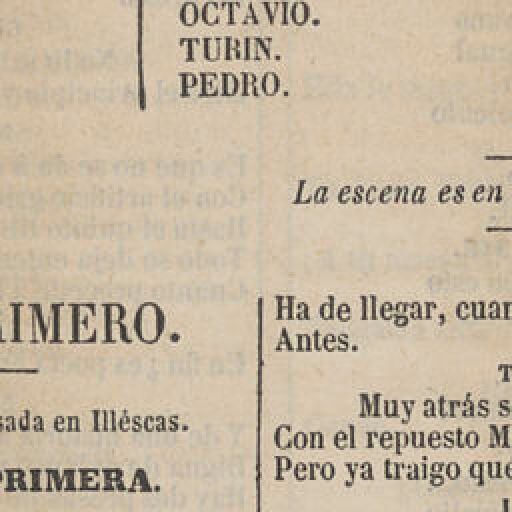 OCTAVIO.
TURIN.
PEDRO.
La escena es en
RIMERO.
sada en Illéscas.
PRIMERA.
Ha de llegar, cuan
Antes.
Muy atrás s
Con el repuesto M
Pero ya traigo que